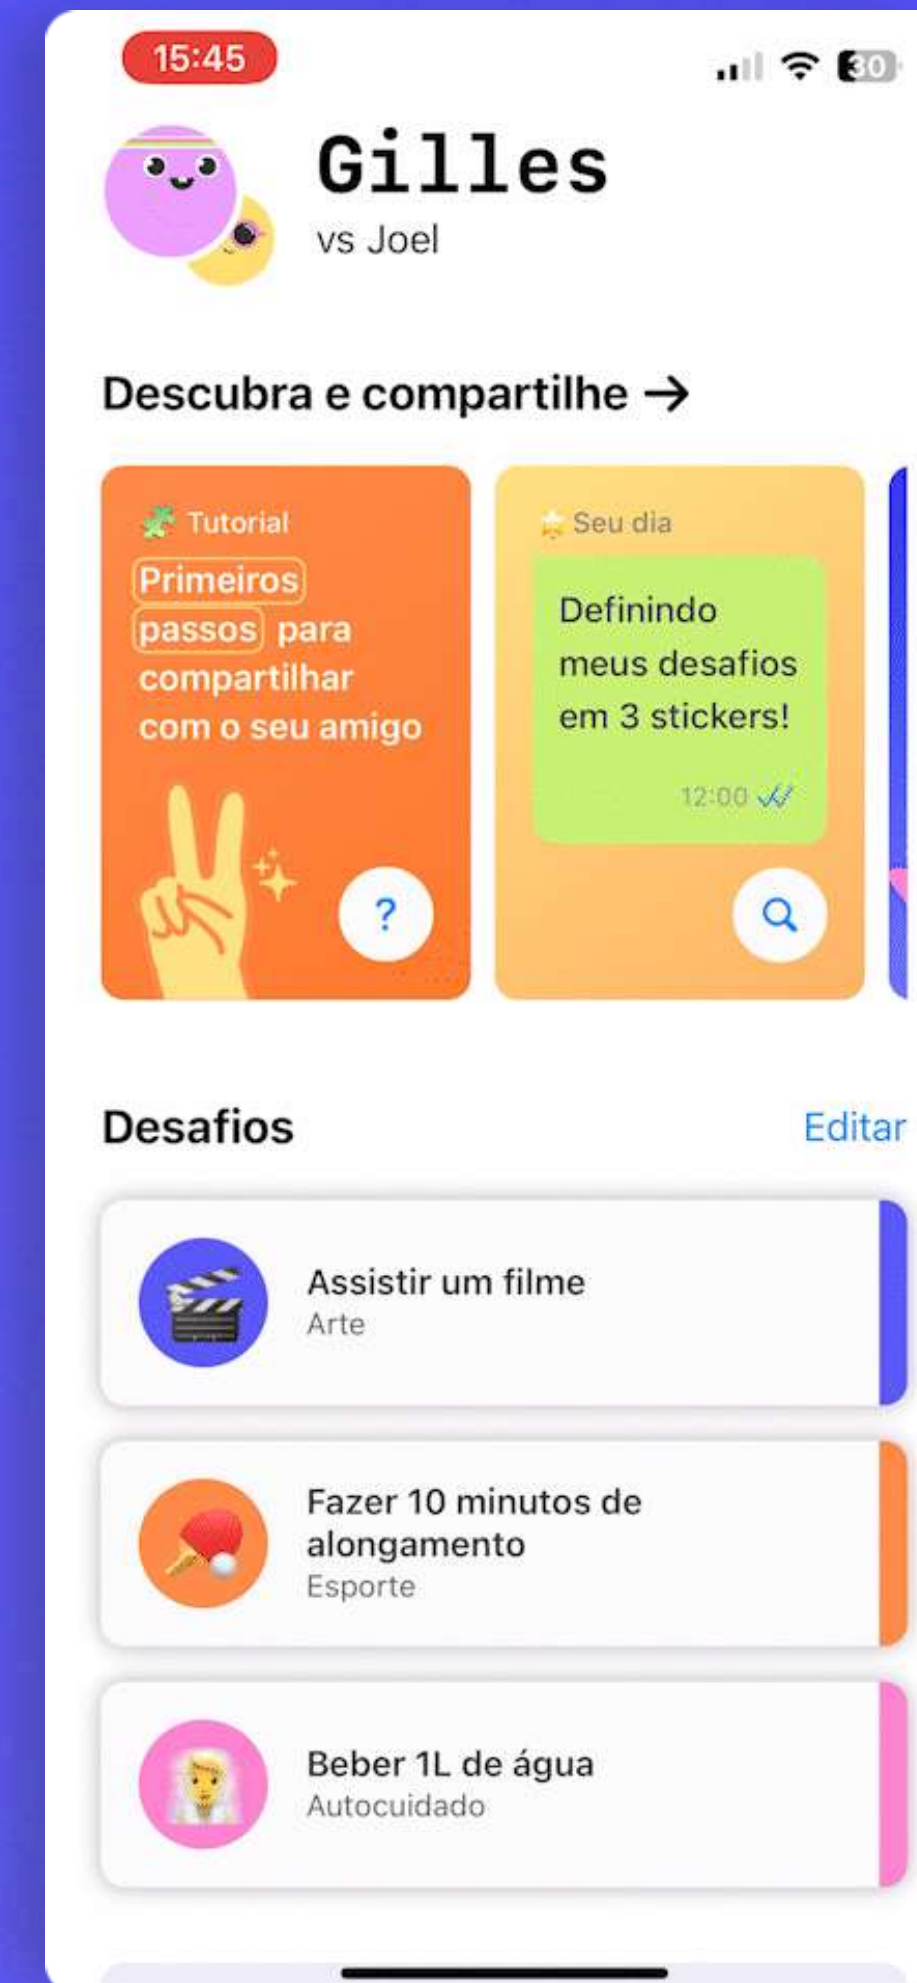 15:45
30
Gilles
vs Joel
Descubra e compartilhe →
Tutorial
Primeiros
passos para
compartilhar
com o seu amigo
?
Seu dia
Definindo
meus desafios
em 3 stickers!
12:00
Desafios
Editar
Assistir um filme
Arte
Fazer 10 minutos de
alongamento
Esporte
Beber 1L de água
Autocuidado